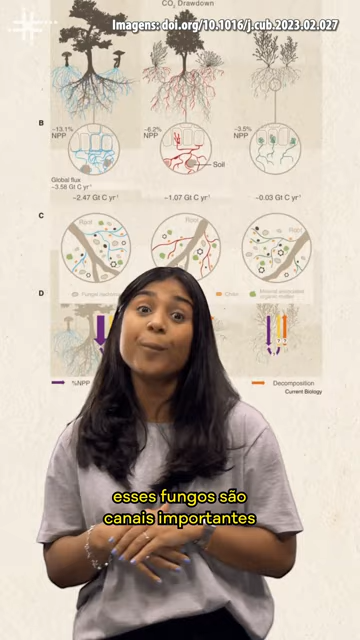 CO₂ Drawdown
Imagens: doi.org/10.1016/j.cub.2023.02.027
B
~13.1%
NPP
~6.2%
NPP
~3.5%
NPP
Soil
Global flux
~3.58 Gt C yr⁻¹
~2.47 Gt C yr⁻¹
~1.07 Gt C yr⁻¹
~0.03 Gt C yr⁻¹
C
Root
Root
Root
D
%NPP
Decomposition
Current Biology
esses fungos são
canais importantes